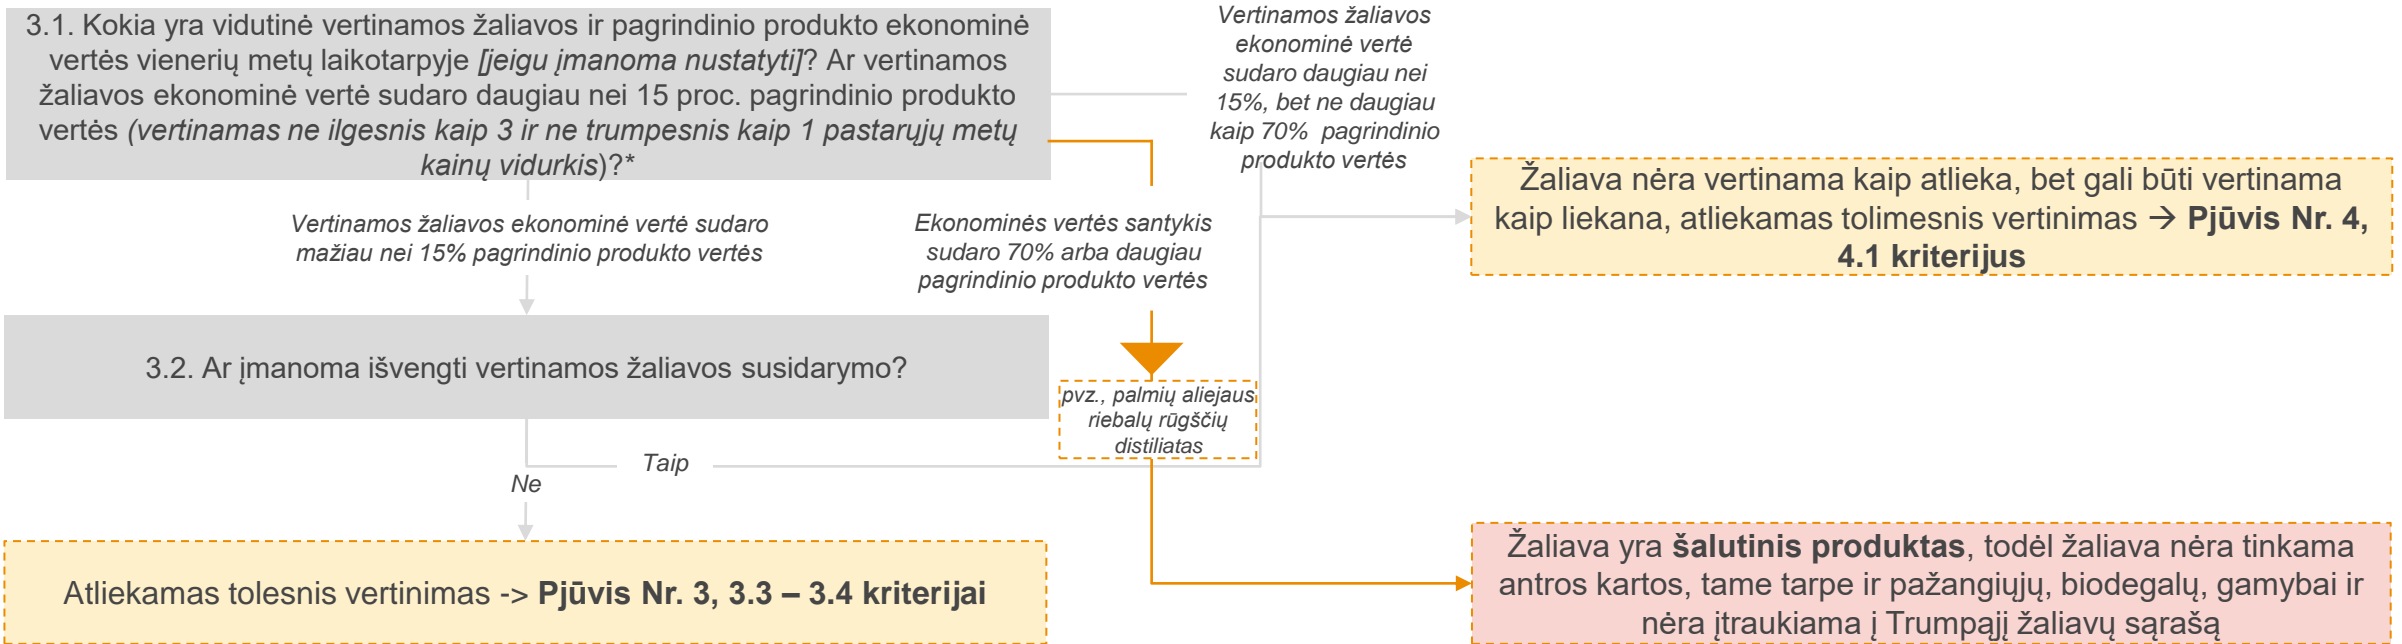 3.1. Kokia yra vidutinė vertinamos žaliavos ir pagrindinio produkto ekonominė
vertės vienerių metų laikotarpyje [jeigu įmanoma nustatyti]? Ar vertinamos
žaliavos ekonominė vertė sudaro daugiau nei 15 proc. pagrindinio produkto
vertės (vertinamas ne ilgesnis kaip 3 ir ne trumpesnis kaip 1 pastarųjų metų
kainų vidurkis)?*
Vertinamos žaliavos
ekonominė vertė
sudaro daugiau nei
15%, bet ne daugiau
kaip 70% pagrindinio
produkto vertės
Žaliava nėra vertinama kaip atlieka, bet gali būti vertinama
kaip liekana, atliekamas tolimesnis vertinimas → Pjūvis Nr. 4,
4.1 kriterijus
Vertinamos žaliavos ekonominė vertė sudaro
mažiau nei 15% pagrindinio produkto vertės
Ekonominės vertės santykis
sudaro 70% arba daugiau
pagrindinio produkto vertės
3.2. Ar įmanoma išvengti vertinamos žaliavos susidarymo?
pvz., palmių aliejaus
riebalų rūgščių
distiliatas
Taip
Ne
Atliekamas tolesnis vertinimas -> Pjūvis Nr. 3, 3.3 – 3.4 kriterijai
Žaliava yra šalutinis produktas, todėl žaliava nėra tinkama
antros kartos, tame tarpe ir pažangiųjų, biodegalų, gamybai ir
nėra įtraukiama į Trumpąjį žaliavų sąrašą